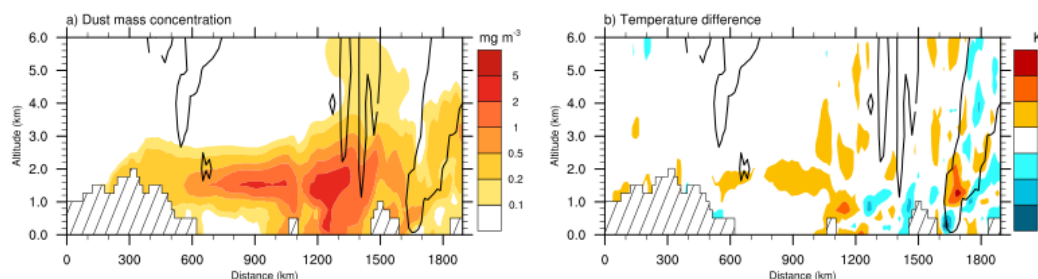 a) Dust mass concentration
mg m⁻³
6.0
5.0
4.0
3.0
2.0
1.0
0.0
Altitude (km)
0 300 600 900 1200 1500 1800
Distance (km)
5
2
1
0.5
0.2
0.1
b) Temperature difference
K
6.0
5.0
4.0
3.0
2.0
1.0
0.0
Altitude (km)
0 300 600 900 1200 1500 1800
Distance (km)